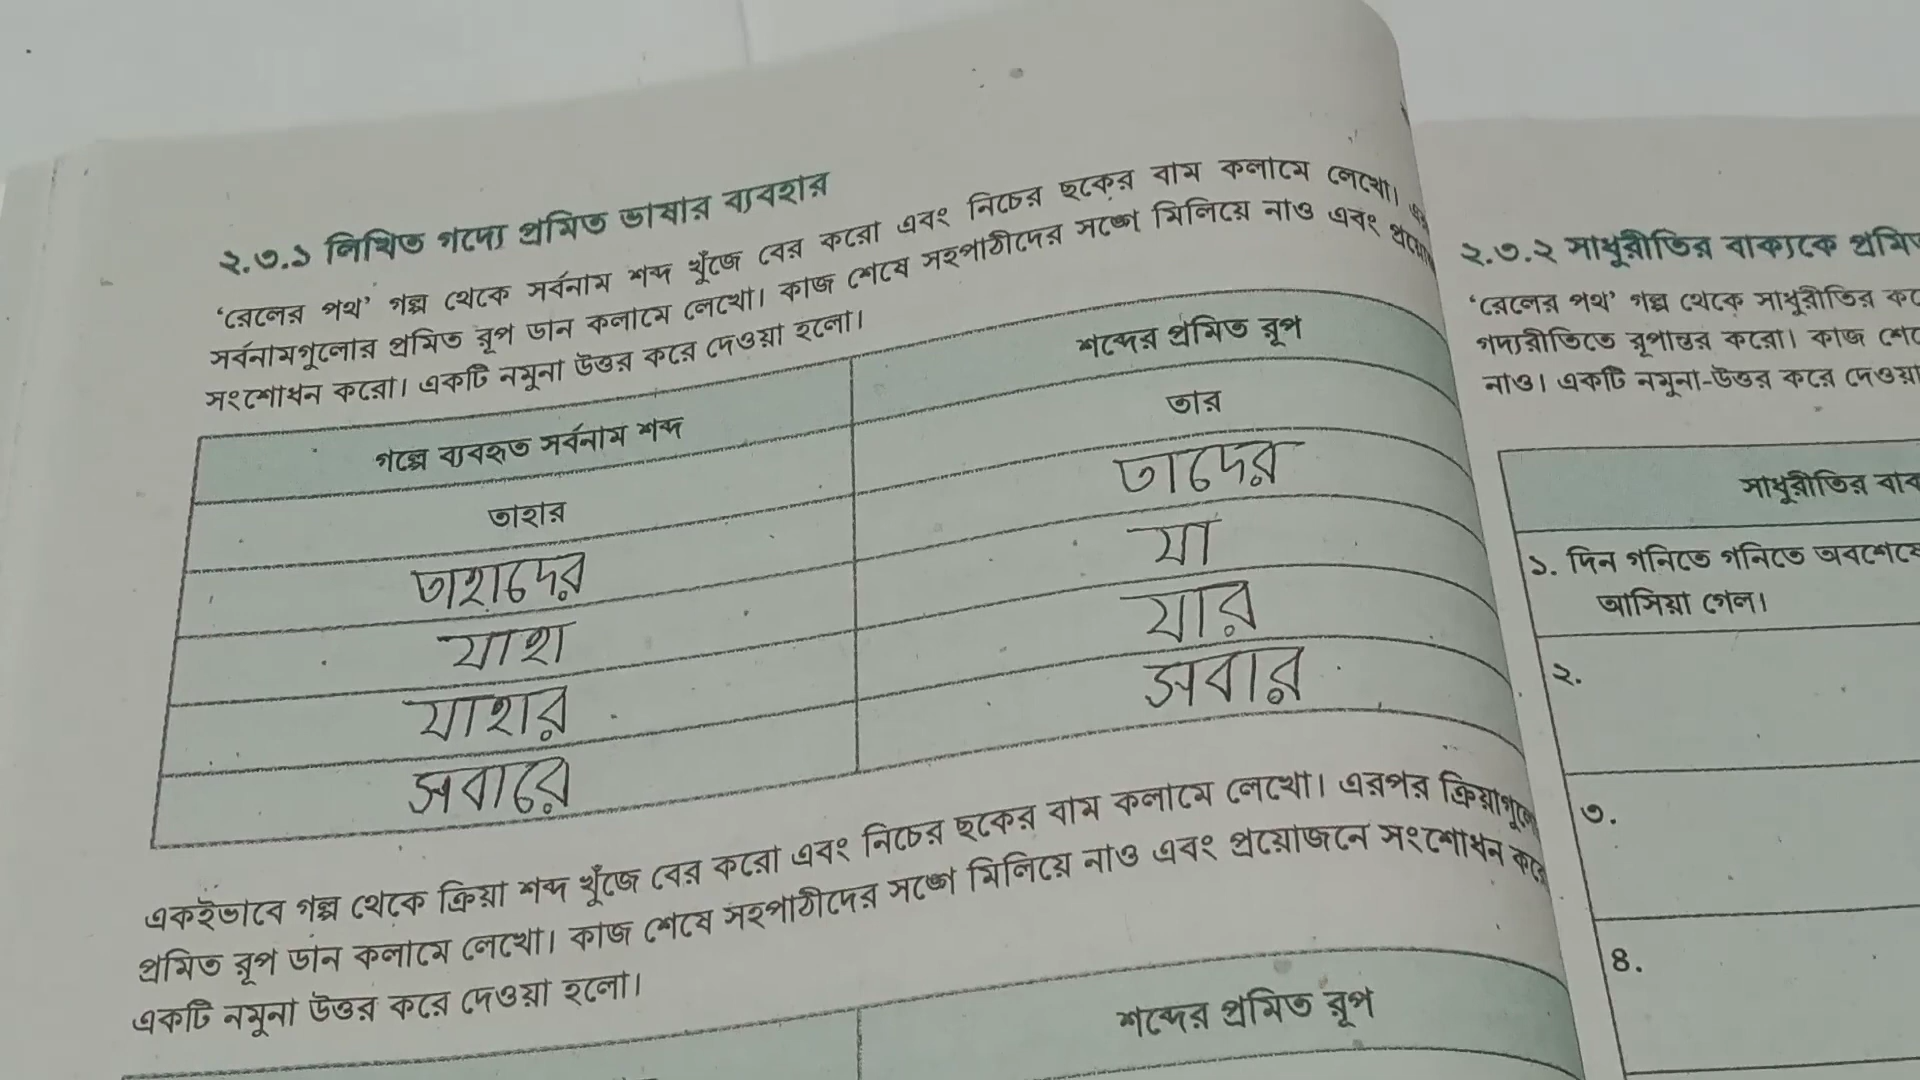 ২.৩.১ লিখিত গদ্যে প্রমিত ভাষার ব্যবহার
‘রেলের পথ’ গল্প থেকে সর্বনাম শব্দ খুঁজে বের করো এবং নিচের ছকের বাম কলামে লেখো।
সর্বনামগুলোর প্রমিত রূপ ডান কলামে লেখো। কাজ শেষে সহপাঠীদের সঙ্গে মিলিয়ে নাও এবং
সংশোধন করো। একটি নমুনা উত্তর করে দেওয়া হলো।
গল্পে ব্যবহৃত সর্বনাম শব্দ শব্দের প্রমিত রূপ
তাহার তার
তাহাদের তাদের
যাহা যা
যাহার যার
সবারে সবার
একইভাবে গল্প থেকে ক্রিয়া শব্দ খুঁজে বের করো এবং নিচের ছকের বাম কলামে লেখো। এরপর ক্রিয়াগুলো
প্রমিত রূপ ডান কলামে লেখো। কাজ শেষে সহপাঠীদের সঙ্গে মিলিয়ে নাও এবং প্রয়োজনে সংশোধন করে
একটি নমুনা উত্তর করে দেওয়া হলো।
শব্দের প্রমিত রূপ
২.৩.২ সাধুরীতির বাক্যকে প্রমি
‘রেলের পথ’ গল্প থেকে সাধুরীতির
গদ্যরীতিতে রূপান্তর করো। কাজ
নাও। একটি নমুনা-উত্তর করে দেওয়া
সাধুরীতির বাক
১. দিন গনিতে গনিতে অবশেষে
আসিয়া গেল।
২.
৩.
৪.